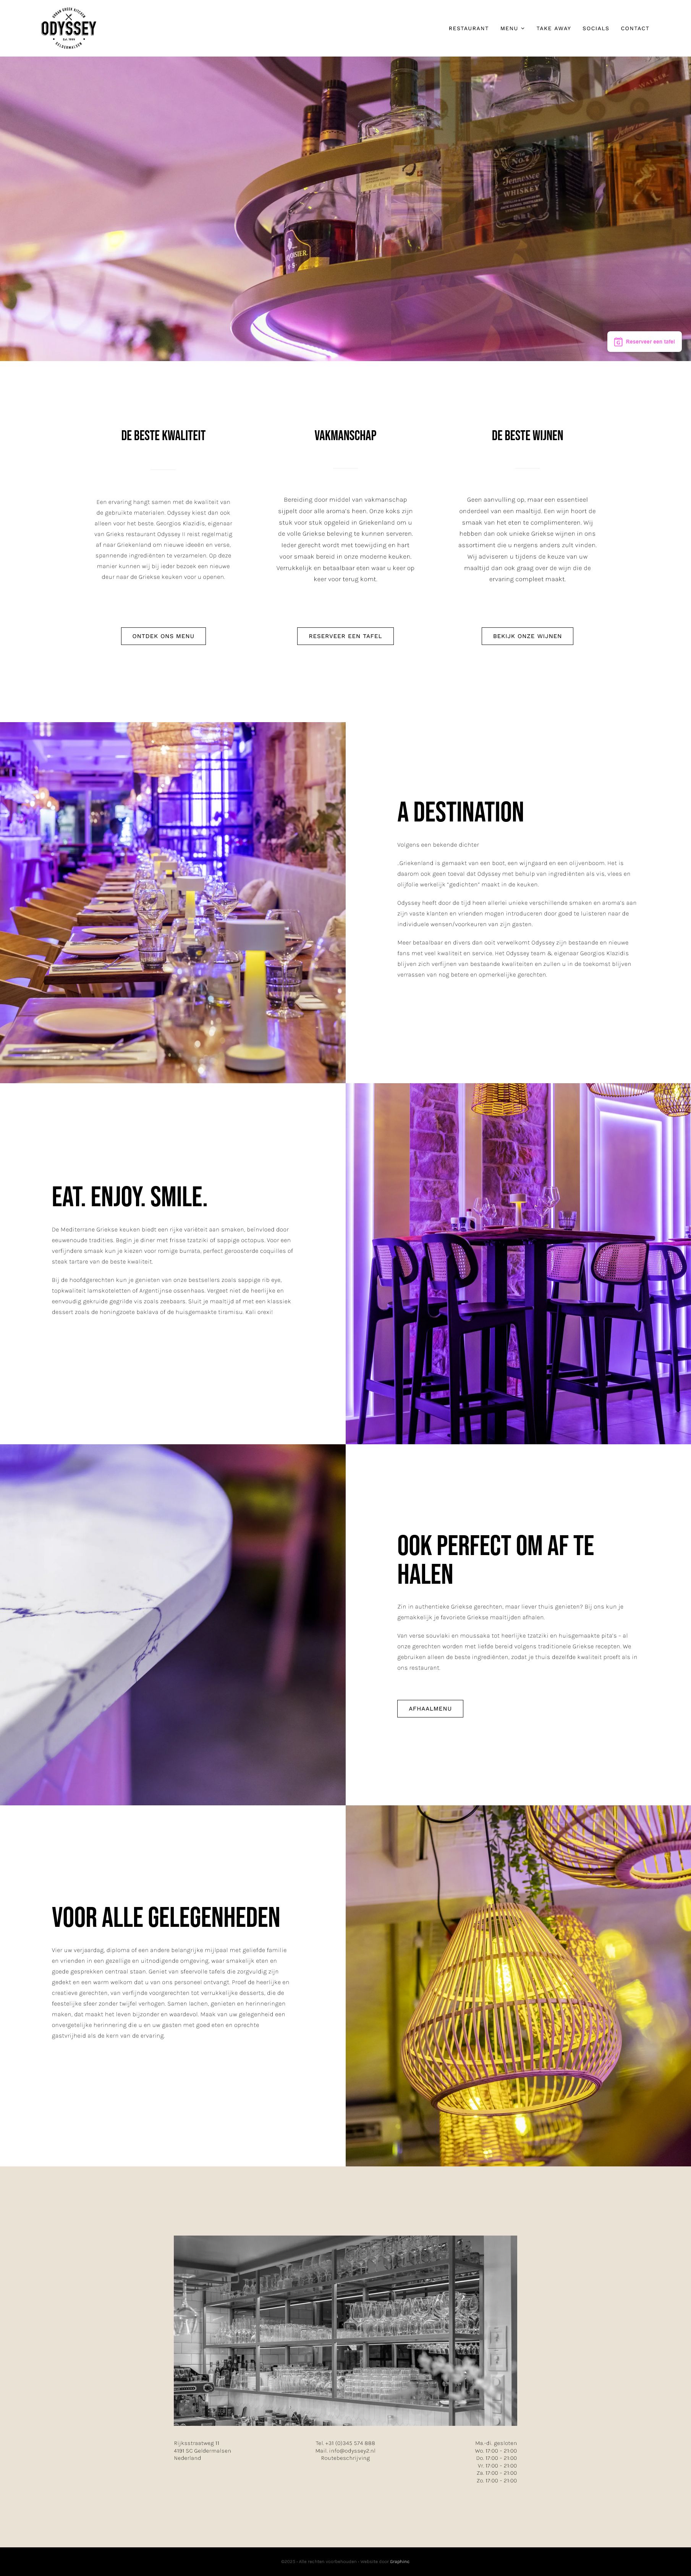 URBAN GREEK KITCHEN
ODYSSEY
GELDERMALSEN
RESTAURANT
MENU
TAKE AWAY
SOCIALS
CONTACT
No.7
Tennessee
WHISKEY
Reserveer een tafel
DE BESTE KWALITEIT
Een ervaring hangt samen met de kwaliteit van
de gebruikte materialen. Odyssey kiest dan ook
alleen voor het beste. Georgios Klazidis, eigenaar
van Grieks restaurant Odyssey II reist regelmatig
af naar Griekenland om nieuwe ideeën en verse,
spannende ingrediënten te verzamelen. Op deze
manier kunnen wij bij ieder bezoek een nieuwe
deur naar de Griekse keuken voor u openen.
ONTDEK ONS MENU
VAKMANSCHAP
Bereiding door middel van vakmanschap
sijpelt door alle aroma's heen. Onze koks zijn
stuk voor stuk opgeleid in Griekenland om u
de volle Griekse beleving te kunnen serveren.
Ieder gerecht wordt met toewijding en hart
voor smaak bereid in onze moderne keuken.
Verrukkelijk en betaalbaar eten waar u keer op
keer voor terug komt.
RESERVEER EEN TAFEL
DE BESTE WIJNEN
Geen aanvulling op, maar een essentieel
onderdeel van een maaltijd. Een wijn hoort de
smaak van het eten te complimenteren. Wij
hebben dan ook unieke Griekse wijnen in ons
assortiment die u nergens anders zult vinden.
Wij adviseren u tijdens de keuze van uw
maaltijd dan ook graag over de wijn die de
ervaring compleet maakt.
BEKIJK ONZE WIJNEN
A DESTINATION
Volgens een bekende dichter
,,Griekenland is gemaakt van een boot, een wijngaard en een olijvenboom. Het is
daarom ook geen toeval dat Odyssey met behulp van ingrediënten als vis, vlees en
olijfolie werkelijk "gedichten" maakt in de keuken.
Odyssey heeft door de tijd heen allerlei unieke verschillende smaken en aroma's aan
zijn vaste klanten en vrienden mogen introduceren door goed te luisteren naar de
individuele wensen/voorkeuren van zijn gasten.
Meer betaalbaar en divers dan ooit verwelkomt Odyssey zijn bestaande en nieuwe
fans met veel kwaliteit en service. Het Odyssey team & eigenaar Georgios Klazidis
blijven zich verfijnen van bestaande kwaliteiten en zullen u in de toekomst blijven
verrassen van nog betere en opmerkelijke gerechten.
EAT. ENJOY. SMILE.
De Mediterrane Griekse keuken biedt een rijke variëteit aan smaken, beïnvloed door
eeuwenoude tradities. Begin je diner met frisse tzatziki of sappige octopus. Voor een
verfijndere smaak kun je kiezen voor romige burrata, perfect geroosterde coquilles of
steak tartare van de beste kwaliteit.
Bij de hoofdgerechten kun je genieten van onze bestsellers zoals sappige rib eye,
topkwaliteit lamskoteletten of Argentijnse ossenhaas. Vergeet niet de heerlijke en
eenvoudig gekruide gegrilde vis zoals zeebaars. Sluit je maaltijd af met een klassiek
dessert zoals de honingzoete baklava of de huisgemaakte tiramisu. Kali orexi!
OOK PERFECT OM AF TE
HALEN
Zin in authentieke Griekse gerechten, maar liever thuis genieten? Bij ons kun je
gemakkelijk je favoriete Griekse maaltijden afhalen.
Van verse souvlaki en moussaka tot heerlijke tzatziki en huisgemaakte pita's – al
onze gerechten worden met liefde bereid volgens traditionele Griekse recepten. We
gebruiken alleen de beste ingrediënten, zodat je thuis dezelfde kwaliteit proeft als in
ons restaurant.
AFHAALMENU
VOOR ALLE GELEGENHEDEN
Vier uw verjaardag, diploma of een andere belangrijke mijlpaal met geliefde familie
en vrienden in een gezellige en uitnodigende omgeving, waar smakelijk eten en
goede gesprekken centraal staan. Geniet van sfeervolle tafels die zorgvuldig zijn
gedekt en een warm welkom dat u van ons personeel ontvangt. Proef de heerlijke en
creatieve gerechten, van verfijnde voorgerechten tot verrukkelijke desserts, die de
feestelijke sfeer zonder twijfel verhogen. Samen lachen, genieten en herinneringen
maken, dat maakt het leven bijzonder en waardevol. Maak van uw gelegenheid een
onvergetelijke herinnering die u en uw gasten met goed eten en oprechte
gastvrijheid als de kern van de ervaring.
Rijksstraatweg 11
4191 SC Geldermalsen
Nederland
Tel: +31 (0)345 574 888
Mail: info@odyssey2.nl
Routebeschrijving
Ma.-di. gesloten
Wo. 17:00 – 21:00
Do. 17:00 – 21:00
Vr. 17:00 – 21:00
Za. 17:00 – 21:00
Zo. 17:00 – 21:00
©2025 - Alle rechten voorbehouden - Website door Graphinc